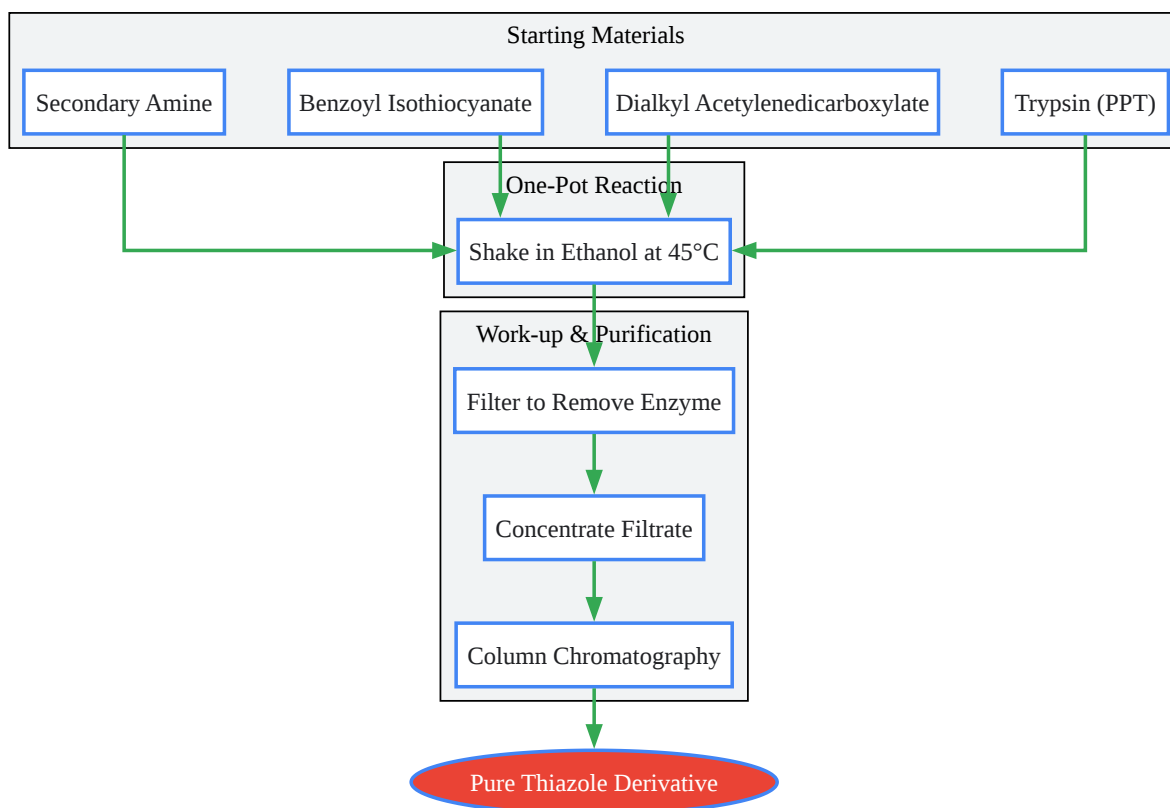 Starting Materials
Secondary Amine
Benzoyl Isothiocyanate
Dialkyl Acetylenedicarboxylate
Trypsin (PPT)
One-Pot Reaction
Shake in Ethanol at 45°C
Work-up & Purification
Filter to Remove Enzyme
Concentrate Filtrate
Column Chromatography
Pure Thiazole Derivative